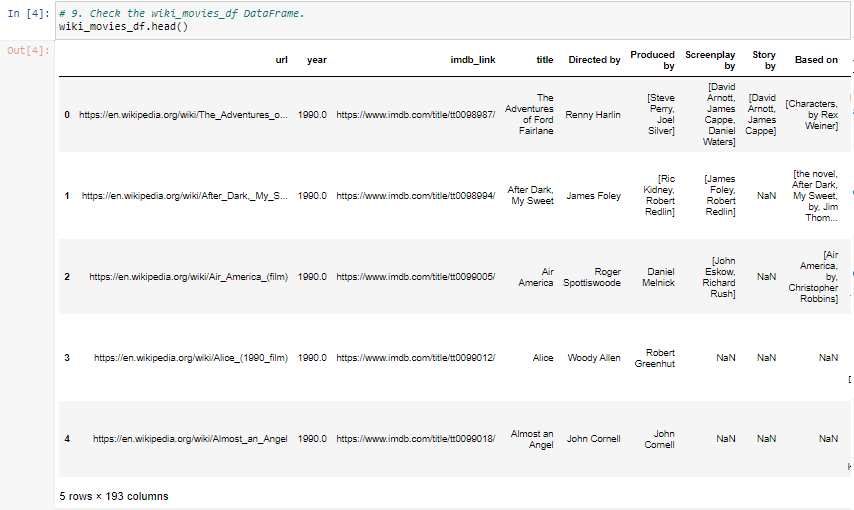 In [4]: # 9. Check the wiki_movies_df DataFrame.
wiki_movies_df.head()
Out[4]:
url year imdb_link title Directed by Produced by Screenplay by Story by Based on
0 https://en.wikipedia.org/wiki/The_Adventures_o... 1990.0 https://www.imdb.com/title/tt0098987/ The Adventures of Ford Fairlane Renny Harlin [Steve Perry, Joel Silver] [David Arnott, James Cappe, Daniel Waters] [David Arnott, James Cappe] [Characters, by Rex Weiner]
1 https://en.wikipedia.org/wiki/After_Dark,_My_S... 1990.0 https://www.imdb.com/title/tt0098994/ After Dark, My Sweet James Foley [Ric Kidney, Robert Redlin] [James Foley, Robert Redlin] NaN [the novel, After Dark, My Sweet, by, Jim Thom...
2 https://en.wikipedia.org/wiki/Air_America_(film) 1990.0 https://www.imdb.com/title/tt0099005/ Air America Roger Spottiswoode Daniel Melnick [John Eskow, Richard Rush] NaN [Air America, by, Christopher Robbins]
3 https://en.wikipedia.org/wiki/Alice_(1990_film) 1990.0 https://www.imdb.com/title/tt0099012/ Alice Woody Allen Robert Greenhut NaN NaN NaN
4 https://en.wikipedia.org/wiki/Almost_an_Angel 1990.0 https://www.imdb.com/title/tt0099018/ Almost an Angel John Cornell John Cornell NaN NaN NaN
5 rows × 193 columns